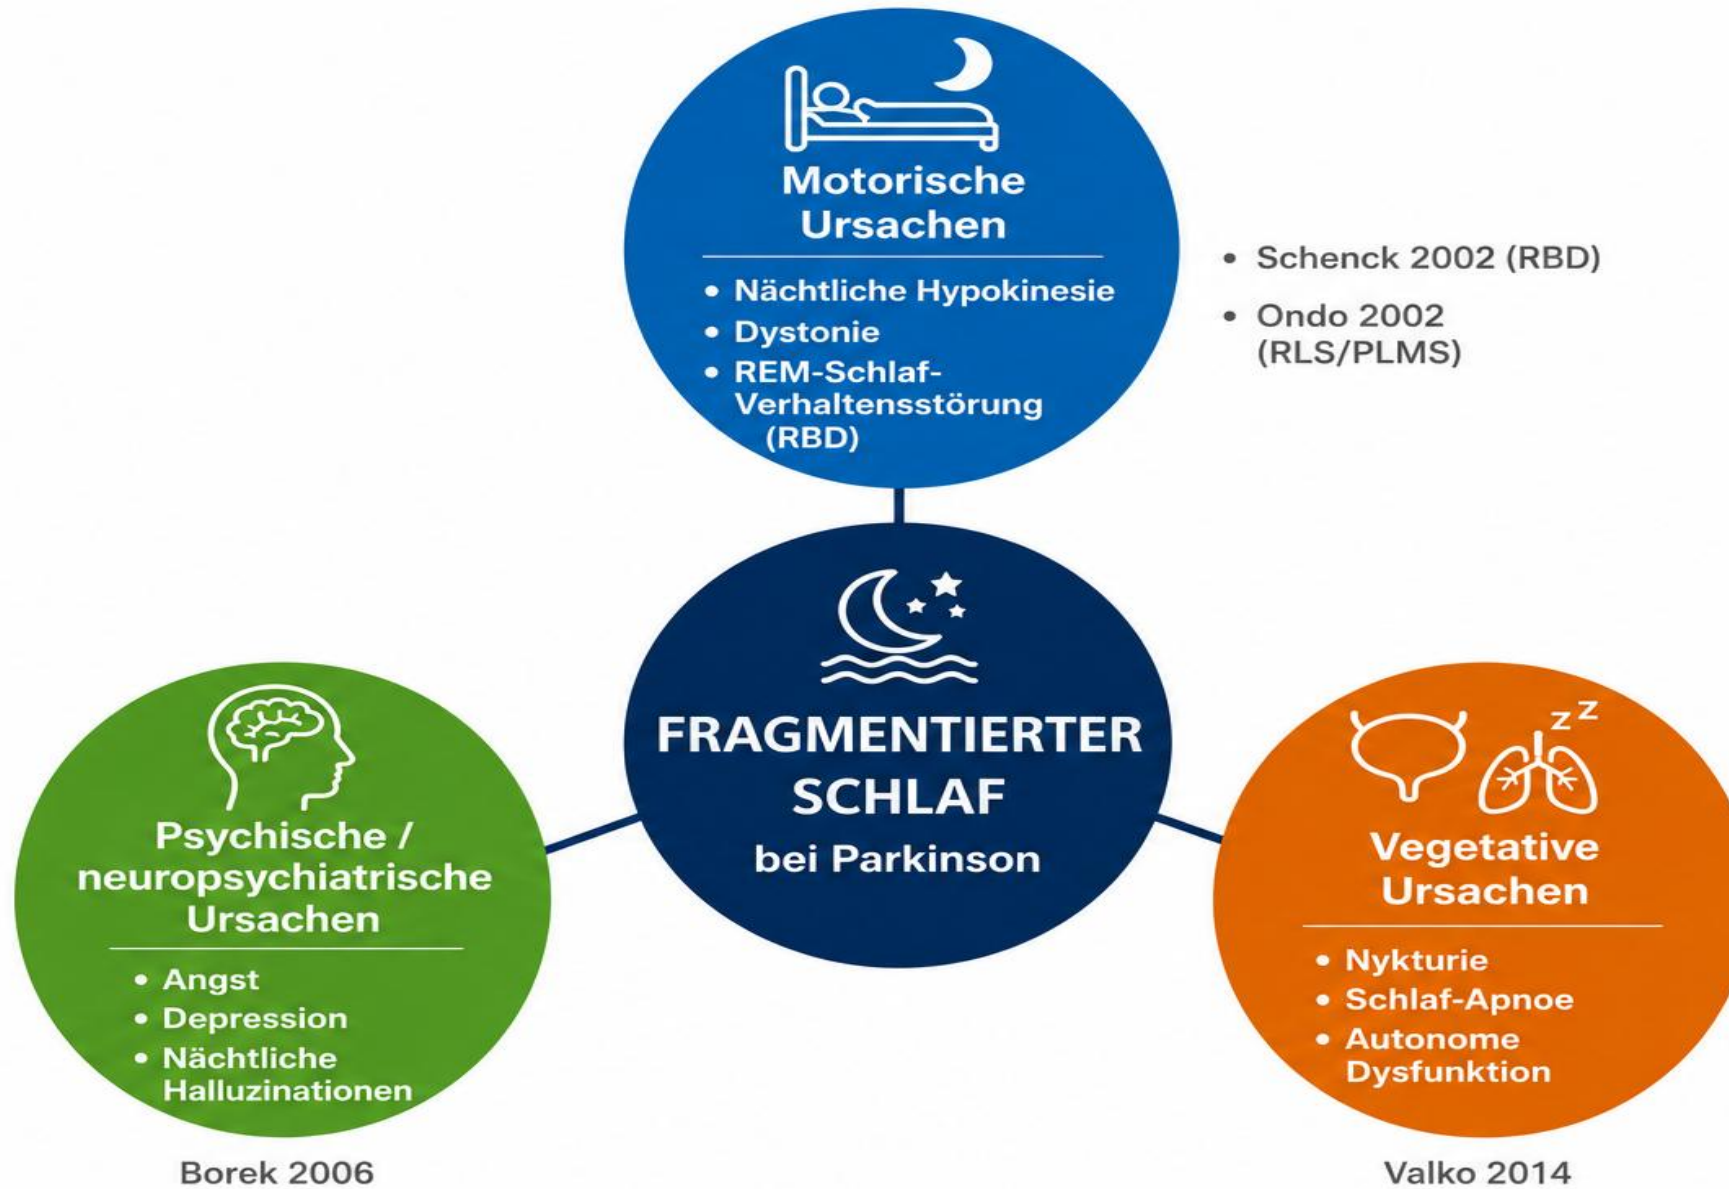 Motorische
Ursachen
• Nächtliche Hypokinesie
• Dystonie
• REM-Schlaf-
Verhaltensstörung
(RBD)
• Schenck 2002 (RBD)
• Ondo 2002
(RLS/PLMS)
FRAGMENTIERTER
SCHLAF
bei Parkinson
Psychische /
neuropsychiatrische
Ursachen
• Angst
• Depression
• Nächtliche
Halluzinationen
Borek 2006
z Z
Vegetative
Ursachen
• Nykturie
• Schlaf-Apnoe
• Autonome
Dysfunktion
Valko 2014